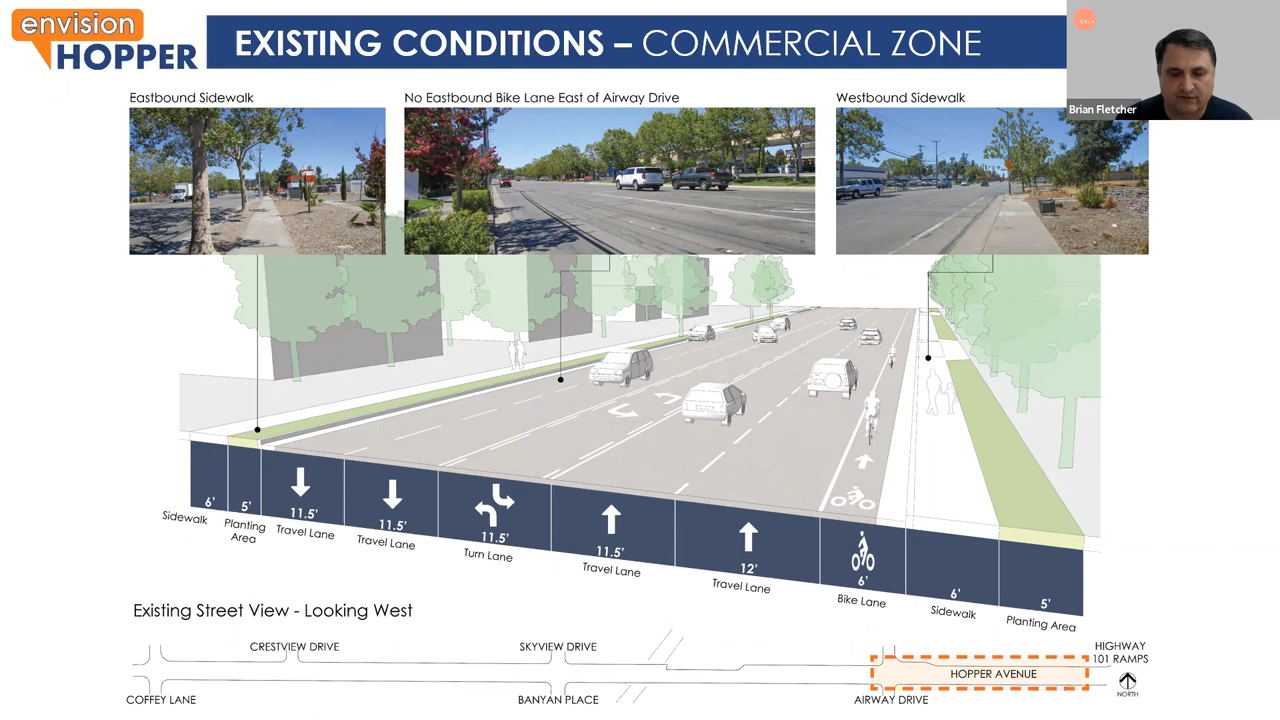 envision
HOPPER
EXISTING CONDITIONS – COMMERCIAL ZONE
CALA
Brian Fletcher
Eastbound Sidewalk
No Eastbound Bike Lane East of Airway Drive
Westbound Sidewalk
6'
Sidewalk
5'
Planting
Area
11.5'
Travel Lane
11.5'
Travel Lane
11.5'
Turn Lane
11.5'
Travel Lane
12'
Travel Lane
6'
Bike Lane
6'
Sidewalk
5'
Planting Area
Existing Street View - Looking West
CRESTVIEW DRIVE
SKYVIEW DRIVE
HIGHWAY
101 RAMPS
HOPPER AVENUE
COFFEY LANE
BANYAN PLACE
AIRWAY DRIVE
NORTH